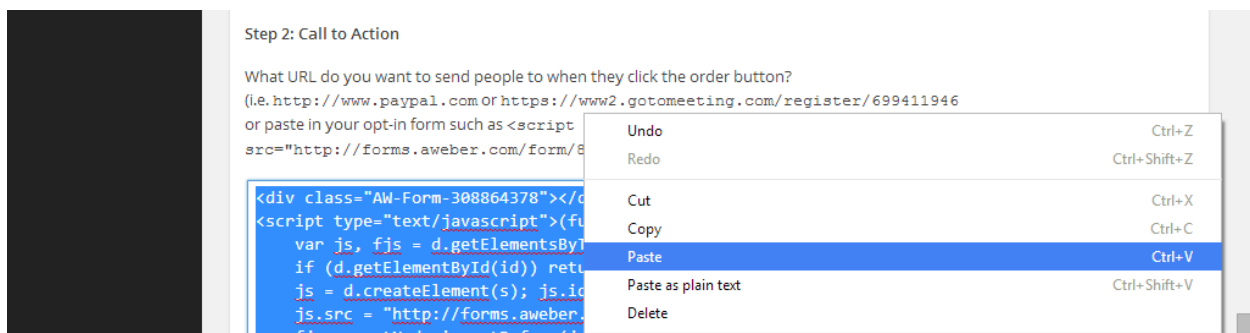 Step 2: Call to Action
What URL do you want to send people to when they click the order button?
(i.e. http://www.paypal.com or https://www2.gotomeeting.com/register/699411946
or paste in your opt-in form such as <script
src="http://forms.aweber.com/form/8
<div class="AW-Form-308864378"></d
<script type="text/javascript">(fu
var js, fjs = d.getElementsByT
if (d.getElementById(id)) retu
js = d.createElement(s); js.id
js.src = "http://forms.aweber.
Undo Ctrl+Z
Redo Ctrl+Shift+Z
Cut Ctrl+X
Copy Ctrl+C
Paste Ctrl+V
Paste as plain text Ctrl+Shift+V
Delete